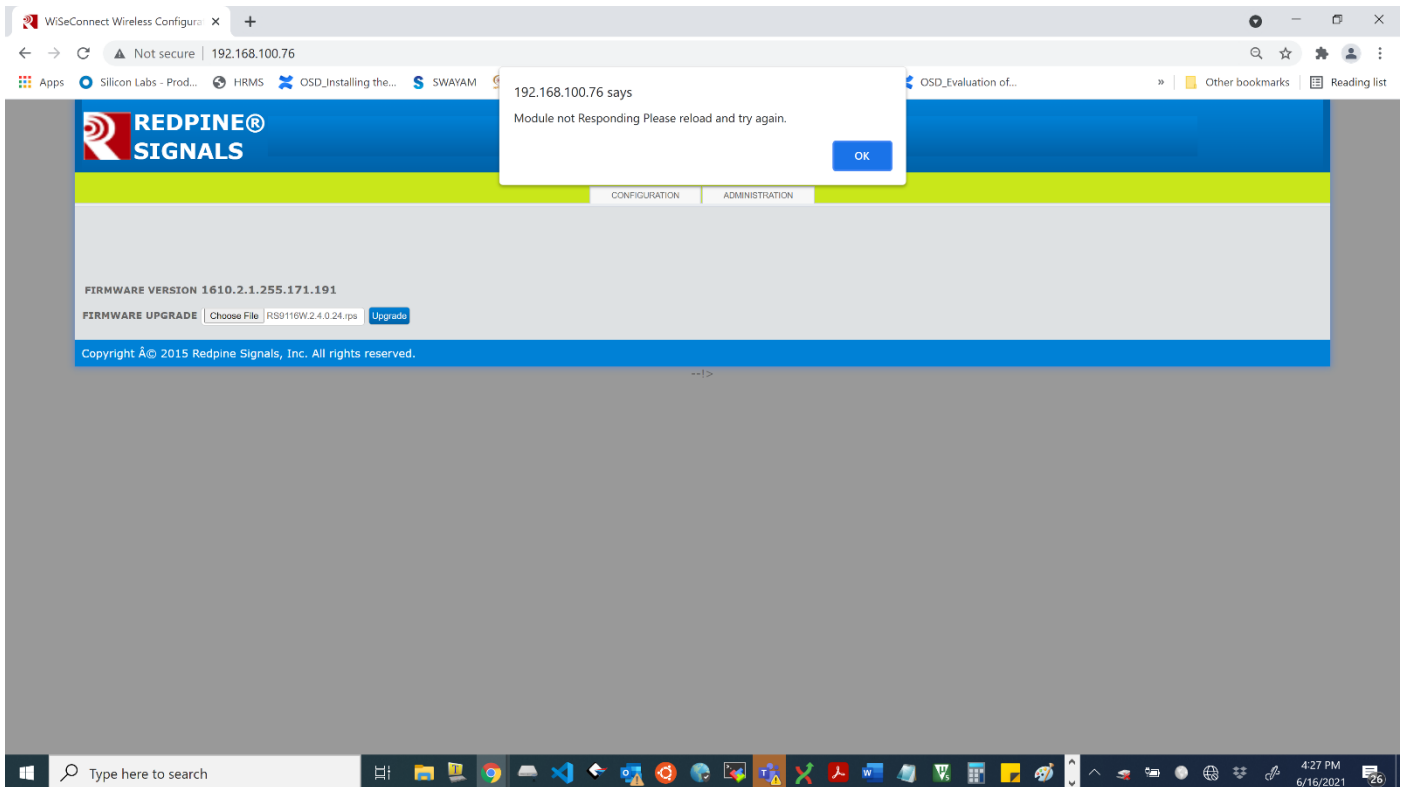 WiSeConnect Wireless Configura
Not secure | 192.168.100.76
Apps Silicon Labs - Prod... HRMS OSD_Installing the... SWAYAM OSD_Evaluation of... » Other bookmarks Reading list
192.168.100.76 says
Module not Responding Please reload and try again.
OK
REDPINE®
SIGNALS
CONFIGURATION ADMINISTRATION
FIRMWARE VERSION 1610.2.1.255.171.191
FIRMWARE UPGRADE Choose File RS9116W.2.4.0.24.rps Upgrade
Copyright Â© 2015 Redpine Signals, Inc. All rights reserved.
--!>
Type here to search
4:27 PM
6/16/2021
26